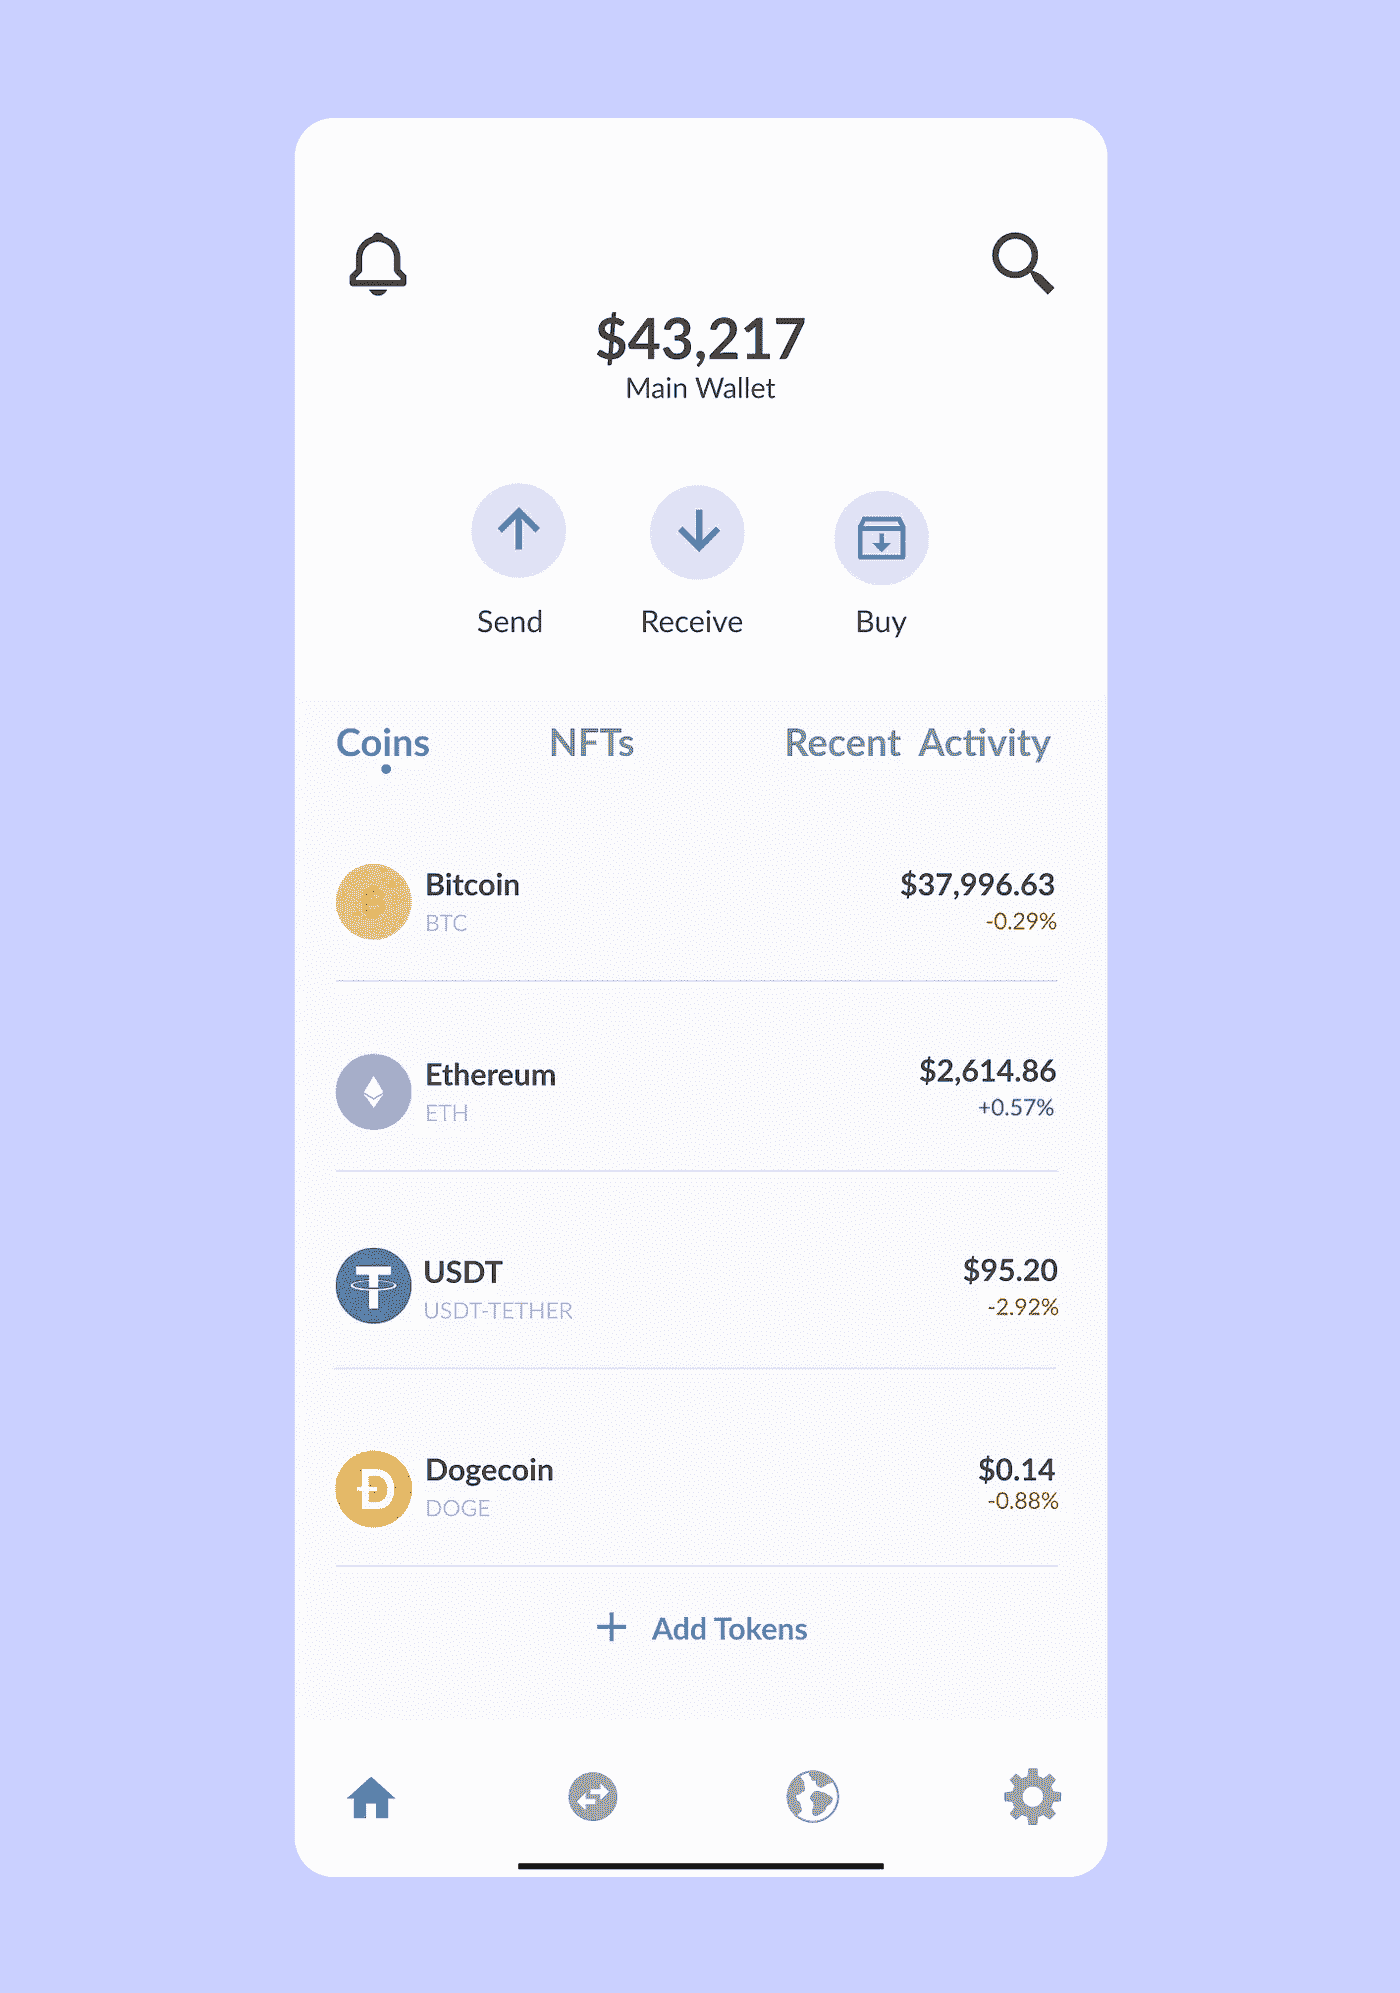 $43,217
Main Wallet
Send Receive Buy
Coins NFTs Recent Activity
Bitcoin $37,996.63
BTC -0.29%
Ethereum $2,614.86
ETH +0.57%
USDT $95.20
USDT-TETHER -2.92%
Dogecoin $0.14
DOGE -0.88%
+ Add Tokens